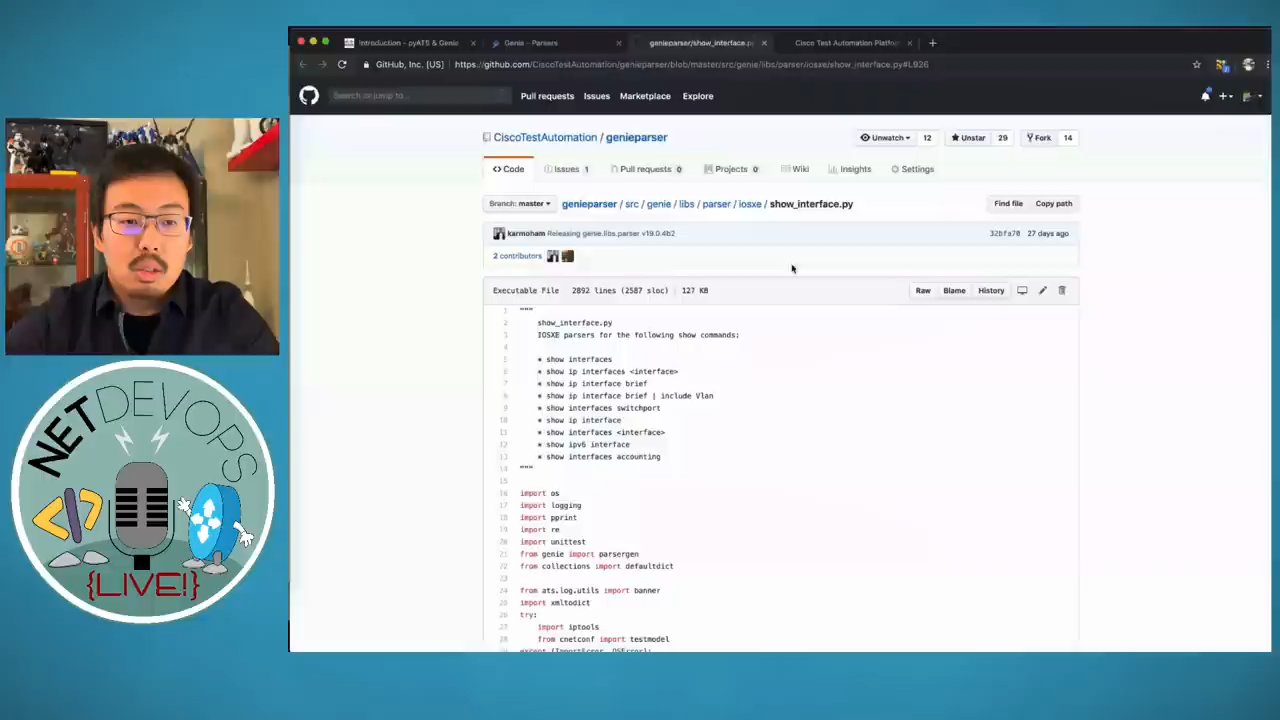 Introduction - pyATS & Genie
Genie - Parsers
genieparser/show_interface.py
Cisco Test Automation Platfo
GitHub, Inc. [US]
https://github.com/CiscoTestAutomation/genieparser/blob/master/src/genie/libs/parser/iosxe/show_interface.py#L926
Search or jump to...
Pull requests
Issues
Marketplace
Explore
CiscoTestAutomation / genieparser
Unwatch 12
Unstar 29
Fork 14
Code
Issues 1
Pull requests 0
Projects 0
Wiki
Insights
Settings
Branch: master
genieparser / src / genie / libs / parser / iosxe / show_interface.py
Find file
Copy path
karmoham Releasing genie.libs.parser v19.0.4b2
32bfa70 27 days ago
2 contributors
Executable File 2892 lines (2587 sloc) 127 KB
Raw
Blame
History
1 """
2 show_interface.py
3 IOSXE parsers for the following show commands:
4
5 * show interfaces
6 * show ip interfaces <interface>
7 * show ip interface brief
8 * show ip interface brief | include Vlan
9 * show interfaces switchport
10 * show ip interface
11 * show interfaces <interface>
12 * show ipv6 interface
13 * show interfaces accounting
14 """
15
16 import os
17 import logging
18 import pprint
19 import re
20 import unittest
21 from genie import parsergen
22 from collections import defaultdict
23
24 from ats.log.utils import banner
25 import xmltodict
26 try:
27 import iptools
28 from cnetconf import testmodel
except (ImportError, OSError):
NETDEVOPS
</>
{LIVE!}